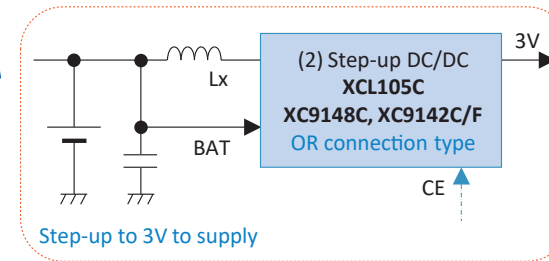 3V
(2) Step-up DC/DC
XCL105C
XC9148C, XC9142C/F
OR connection type
Lx
BAT
CE
Step-up to 3V to supply